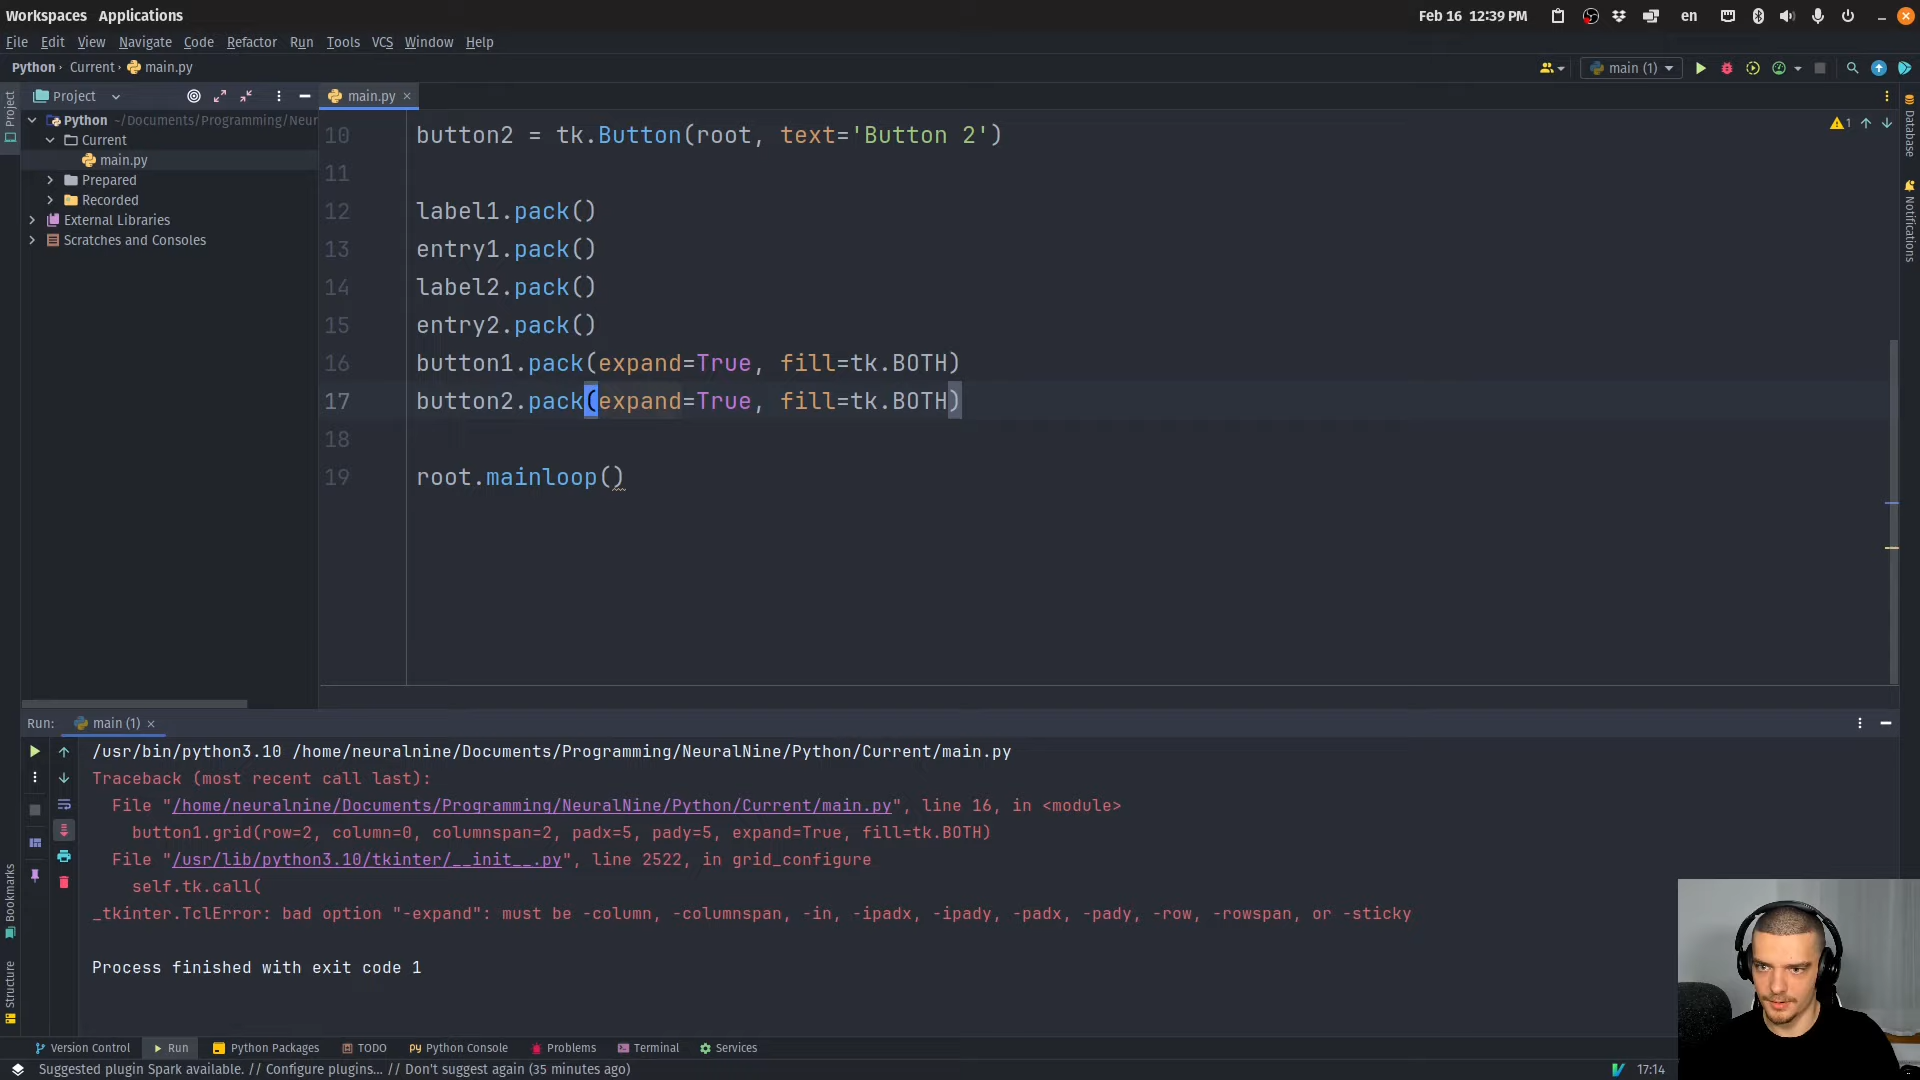 Workspaces Applications
Feb 16 12:39 PM
en
File Edit View Navigate Code Refactor Run Tools VCS Window Help
Python › Current › main.py
main (1)
Project
Project
main.py
Python ~/Documents/Programming/Neur
Current
main.py
Prepared
Recorded
External Libraries
Scratches and Consoles
10 button2 = tk.Button(root, text='Button 2')
11
12 label1.pack()
13 entry1.pack()
14 label2.pack()
15 entry2.pack()
16 button1.pack(expand=True, fill=tk.BOTH)
17 button2.pack(expand=True, fill=tk.BOTH)
18
19 root.mainloop()
1
Database
Notifications
Run: main (1)
/usr/bin/python3.10 /home/neuralnine/Documents/Programming/NeuralNine/Python/Current/main.py
Traceback (most recent call last):
File "/home/neuralnine/Documents/Programming/NeuralNine/Python/Current/main.py", line 16, in <module>
button1.grid(row=2, column=0, columnspan=2, padx=5, pady=5, expand=True, fill=tk.BOTH)
File "/usr/lib/python3.10/tkinter/__init__.py", line 2522, in grid_configure
self.tk.call(
_tkinter.TclError: bad option "-expand": must be -column, -columnspan, -in, -ipadx, -ipady, -padx, -pady, -row, -rowspan, or -sticky
Process finished with exit code 1
Bookmarks
Structure
Version Control Run Python Packages TODO Python Console Problems Terminal Services
Suggested plugin Spark available. // Configure plugins... // Don't suggest again (35 minutes ago)
17:14